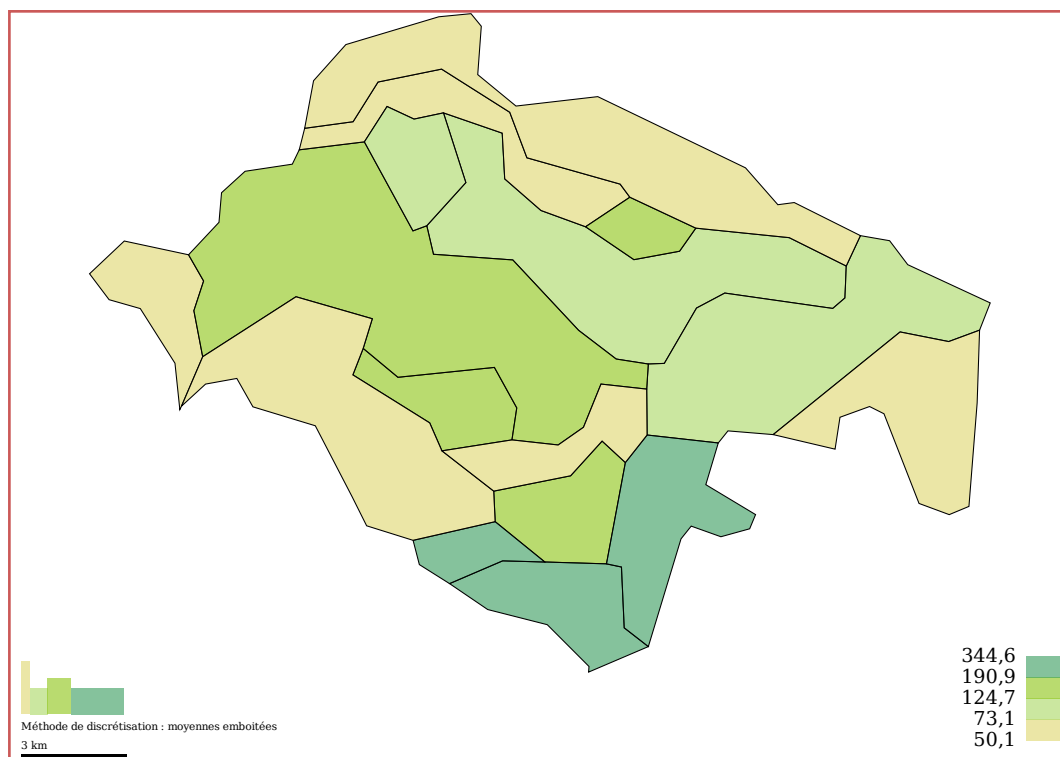 344,6
190,9
124,7
73,1
50,1
Méthode de discrétisation : moyennes emboitées
3 km